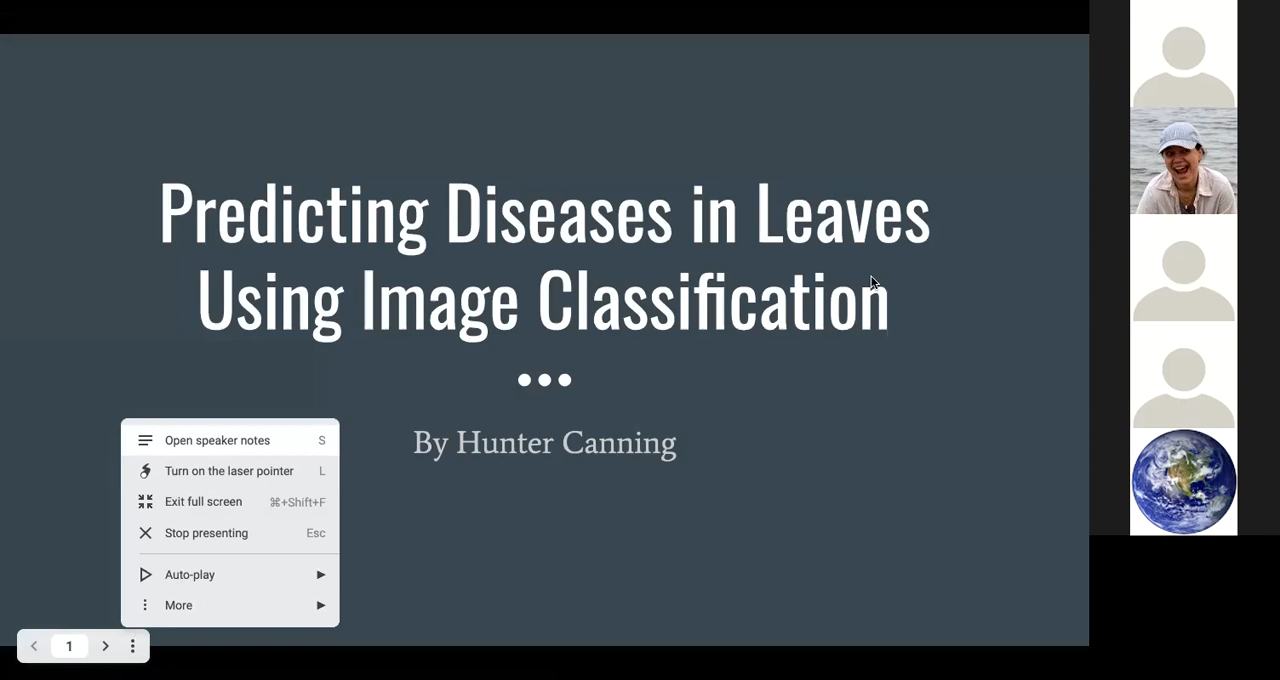 Predicting Diseases in Leaves
Using Image Classification
By Hunter Canning
Open speaker notes S
Turn on the laser pointer L
Exit full screen ⌘+Shift+F
Stop presenting Esc
Auto-play
More
1